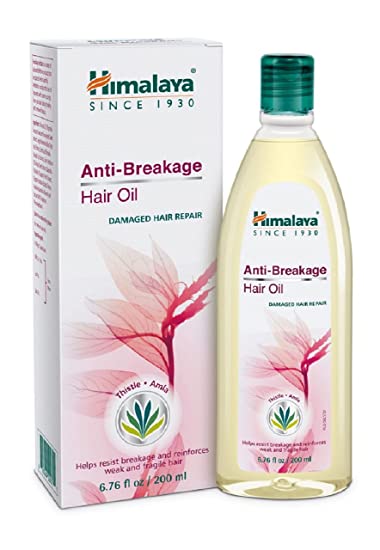 Himalaya®
SINCE 1930
Anti-Breakage
Hair Oil
DAMAGED HAIR REPAIR
Thistle • Amla
Helps resist breakage and reinforces
weak and fragile hair
6.76 fl oz / 200 ml
Himalaya
SINCE 1930
Anti-Breakage
Hair Oil
DAMAGED HAIR REPAIR
Thistle • Amla
Helps resist breakage and reinforces
weak and fragile hair
6.76 fl oz / 200 ml